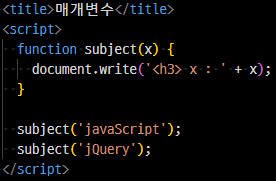 <title>매개변수</title>
<script>
function subject(x) {
document.write('<h3> x : ' + x);
}
subject('javaScript');
subject('jQuery');
</script>